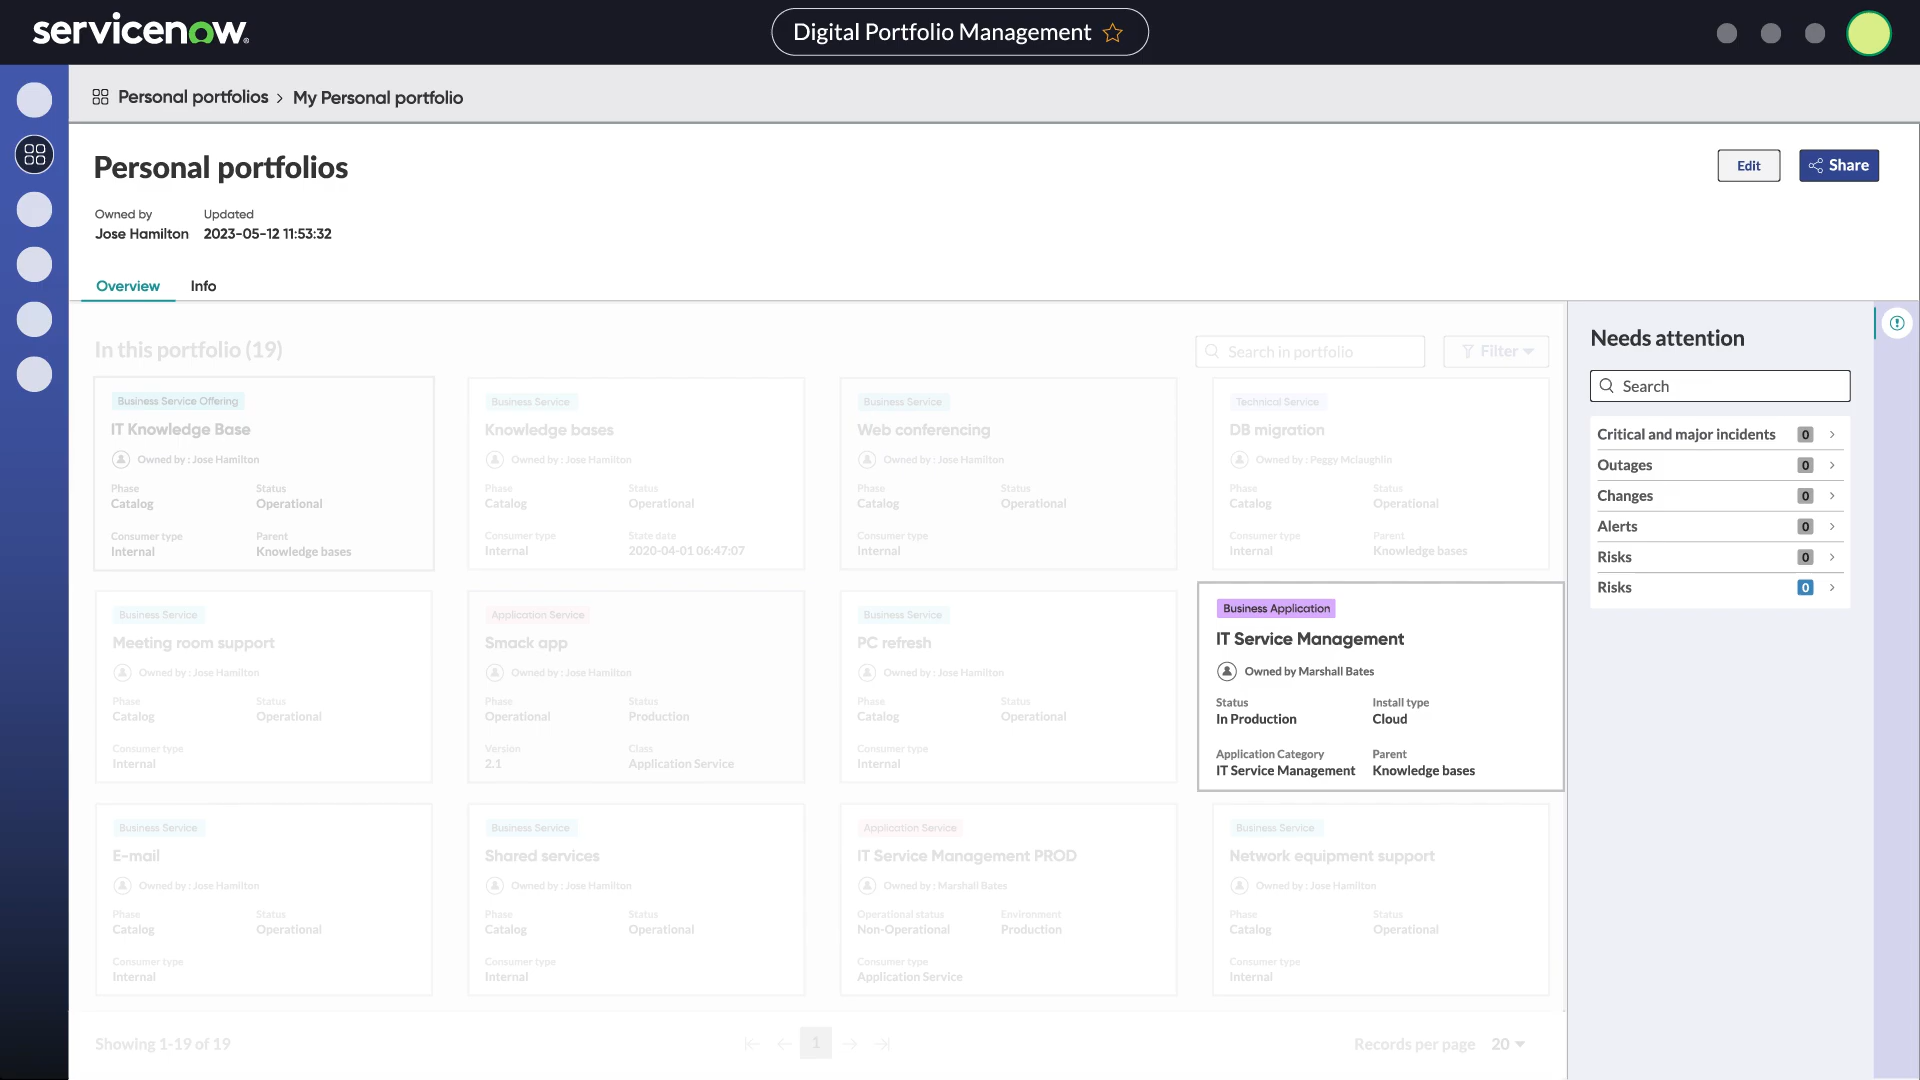 servicenow
Digital Portfolio Management
Personal portfolios > My Personal portfolio
Personal portfolios
Edit
Share
Owned by Updated
Jose Hamilton 2023-05-12 11:53:32
Overview Info
In this portfolio (19)
Search in portfolio
Filter
Business Service Offering
IT Knowledge Base
Owned by : Jose Hamilton
Phase Status
Catalog Operational
Consumer type Parent
Internal Knowledge bases
Business Service
Knowledge bases
Owned by : Jose Hamilton
Phase Status
Catalog Operational
Consumer type State date
Internal 2020-04-01 06:47:07
Business Service
Web conferencing
Owned by : Jose Hamilton
Phase Status
Catalog Operational
Consumer type
Internal
Technical Service
DB migration
Owned by : Peggy Mclaughlin
Phase Status
Catalog Operational
Consumer type Parent
Internal Knowledge bases
Business Service
Meeting room support
Owned by : Jose Hamilton
Phase Status
Catalog Operational
Consumer type
Internal
Application Service
Smack app
Owned by : Jose Hamilton
Phase Status
Operational Production
Version Class
2.1 Application Service
Business Service
PC refresh
Owned by : Jose Hamilton
Phase Status
Catalog Operational
Consumer type
Internal
Business Application
IT Service Management
Owned by Marshall Bates
Status Install type
In Production Cloud
Application Category Parent
IT Service Management Knowledge bases
Business Service
E-mail
Owned by : Jose Hamilton
Phase Status
Catalog Operational
Consumer type
Internal
Business Service
Shared services
Owned by : Jose Hamilton
Phase Status
Catalog Operational
Consumer type
Internal
Application Service
IT Service Management PROD
Owned by : Marshall Bates
Operational status Environment
Non-Operational Production
Consumer type
Application Service
Business Service
Network equipment support
Owned by : Jose Hamilton
Phase Status
Catalog Operational
Consumer type
Internal
Showing 1-19 of 19
1
Records per page 20
Needs attention
Search
Critical and major incidents 0
Outages 0
Changes 0
Alerts 0
Risks 0
Risks 0